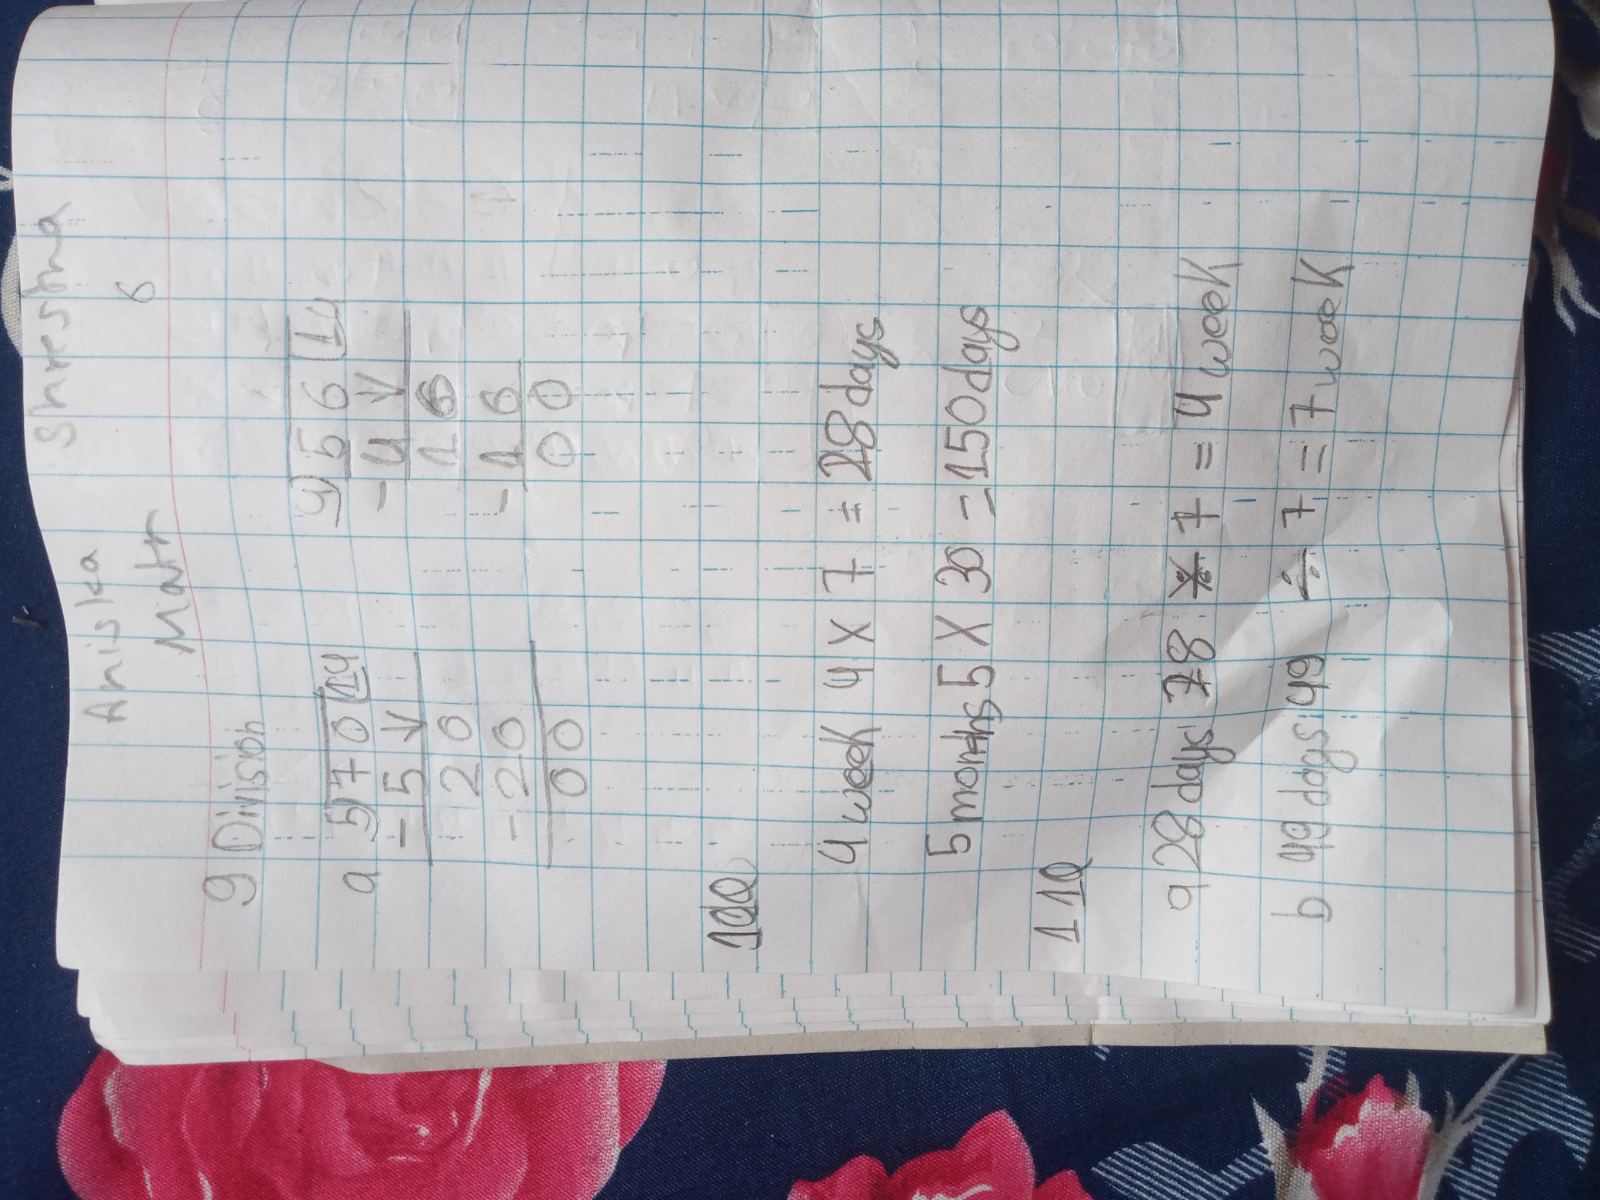 Aniska Shrestha
Math 6
9 Division
a 5)70(14 4)56(14
-5 -4
20 16
-20 -16
00 00
10Q
4 week 4 x 7 = 28 days
5 months 5 x 30 = 150 days
11Q
a 28 days 28 ÷ 7 = 4 week
b 49 days 49 ÷ 7 = 7 week